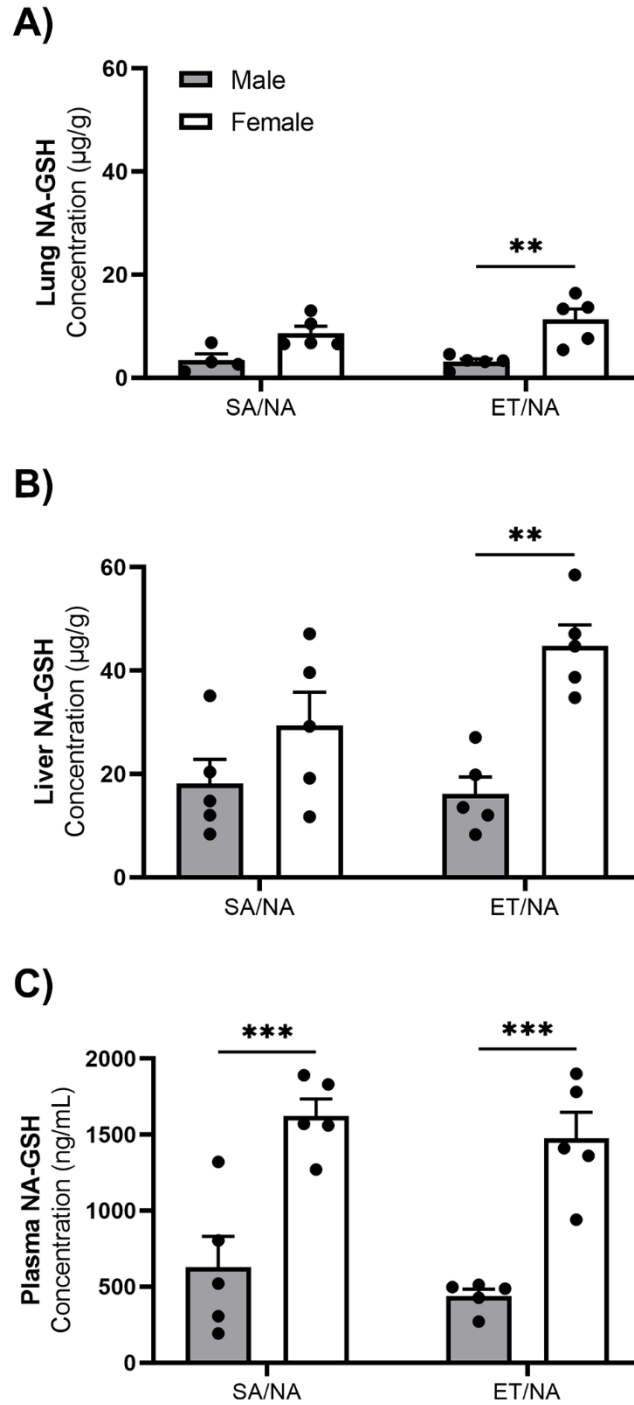 A)
Lung NA-GSH
Concentration (µg/g)
60
40
20
0
Male
Female
**
SA/NA
ET/NA
B)
Liver NA-GSH
Concentration (µg/g)
60
40
20
0
**
SA/NA
ET/NA
C)
Plasma NA-GSH
Concentration (ng/mL)
2000
1500
1000
500
0
***
***
SA/NA
ET/NA